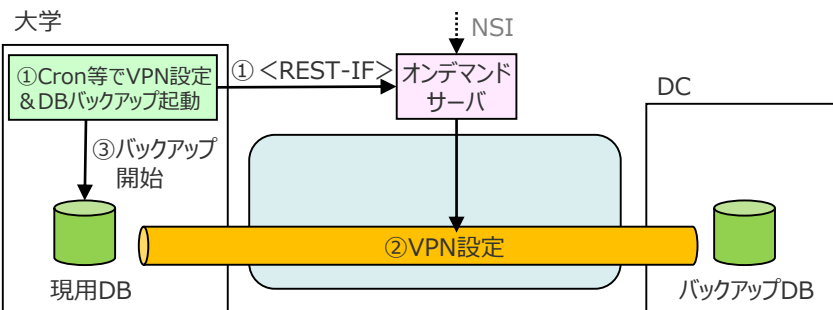 大学
NSI
①Cron等でVPN設定
&DBバックアップ起動
①<REST-IF>
オンデマンド
サーバ
DC
③バックアップ
開始
②VPN設定
現用DB
バックアップDB